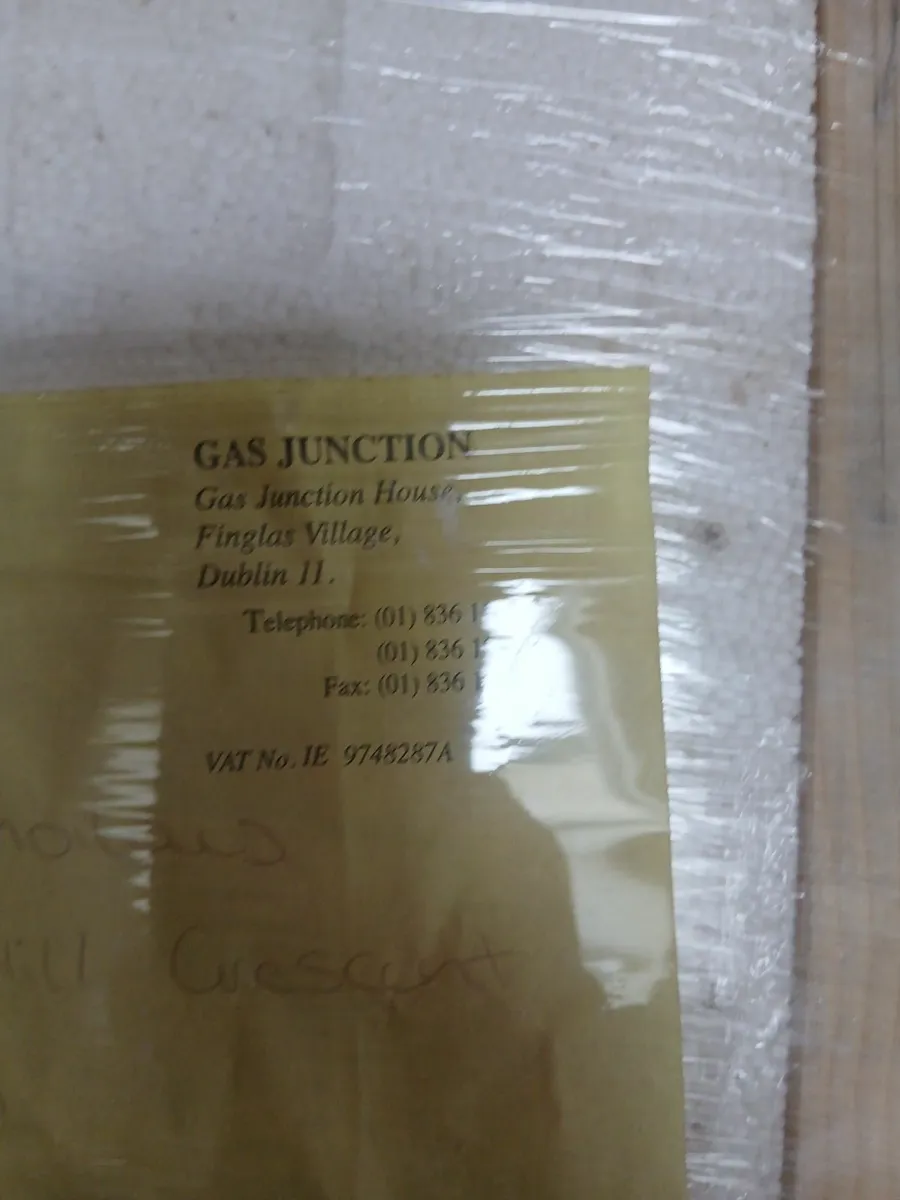 GAS JUNCTION
Gas Junction House,
Finglas Village,
Dublin 11.
Telephone: (01) 836
(01) 836
Fax: (01) 836
VAT No. IE 9748287A
Crescent